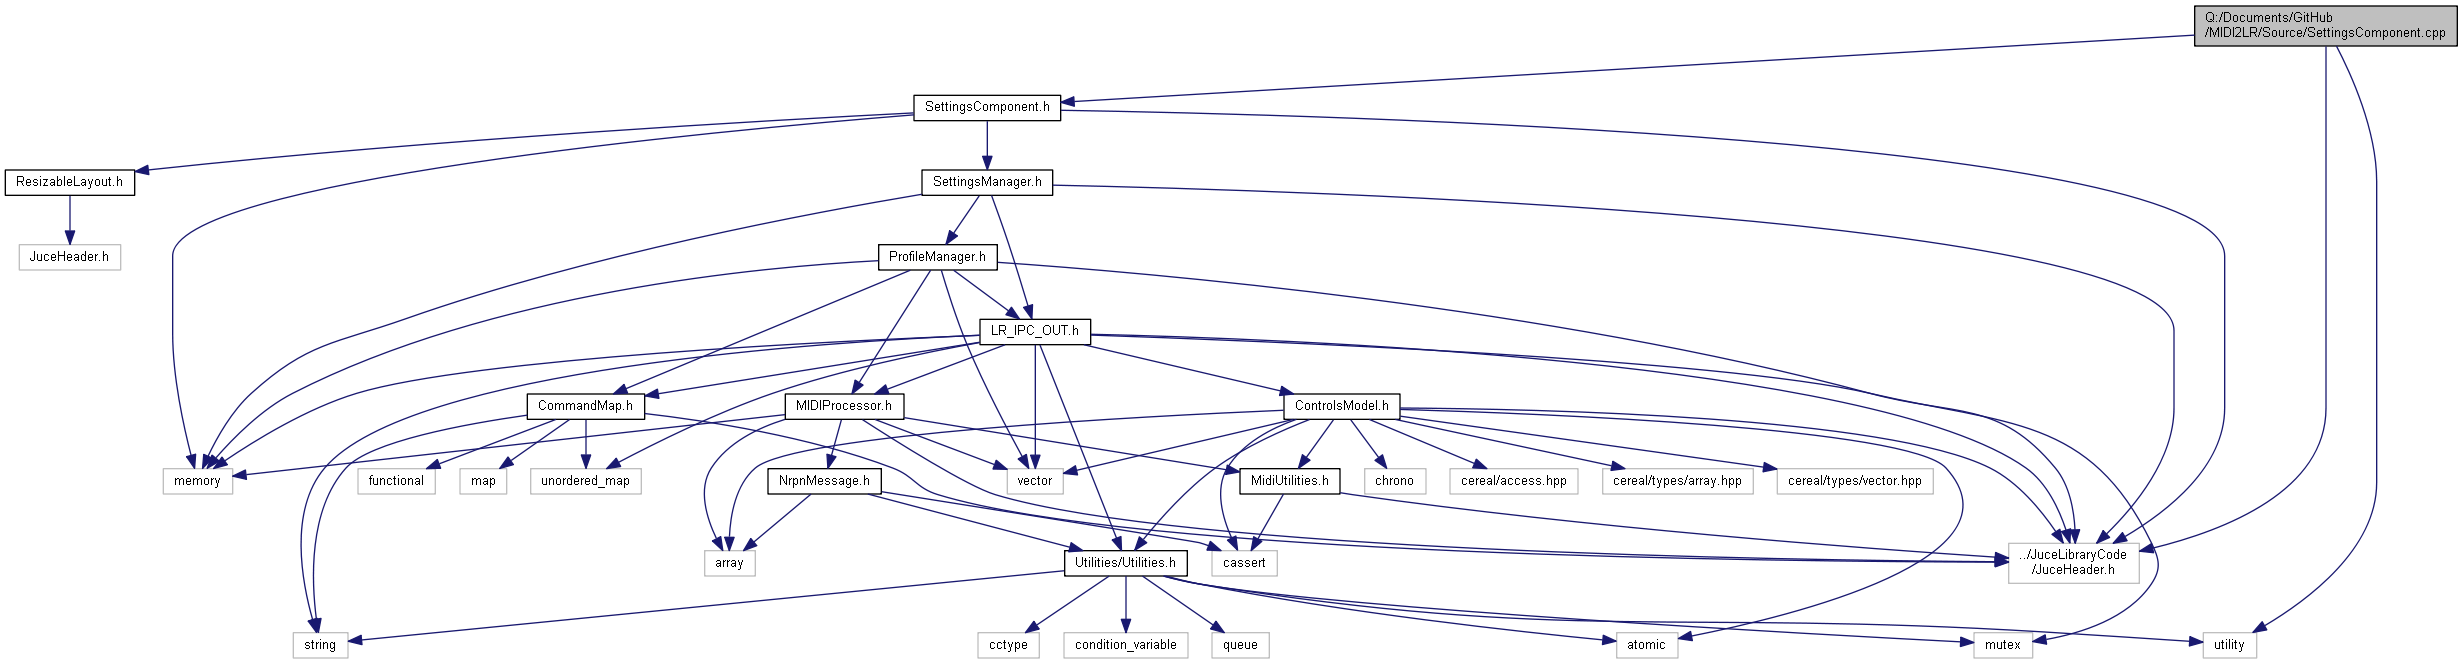 Q:/Documents/GitHub
/MIDI2LR/Source/SettingsComponent.cpp
SettingsComponent.h
ResizableLayout.h
SettingsManager.h
JuceHeader.h
ProfileManager.h
LR_IPC_OUT.h
CommandMap.h
MIDIProcessor.h
ControlsModel.h
memory
functional
map
unordered_map
NrpnMessage.h
vector
MidiUtilities.h
chrono
cereal/access.hpp
cereal/types/array.hpp
cereal/types/vector.hpp
array
Utilities/Utilities.h
cassert
../JuceLibraryCode
/JuceHeader.h
string
cctype
condition_variable
queue
atomic
mutex
utility